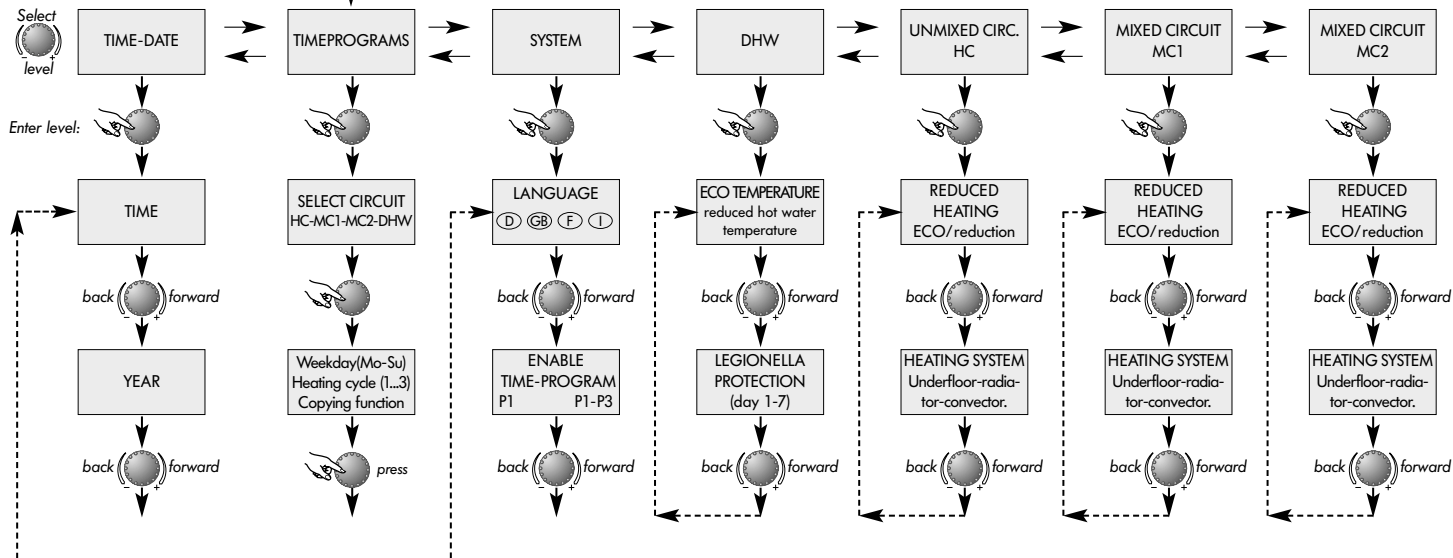 Select
level
- +
TIME-DATE
TIMEPROGRAMS
SYSTEM
DHW
UNMIXED CIRC.
HC
MIXED CIRCUIT
MC1
MIXED CIRCUIT
MC2
Enter level:
TIME
SELECT CIRCUIT
HC-MC1-MC2-DHW
LANGUAGE
D GB F I
ECO TEMPERATURE
reduced hot water
temperature
REDUCED
HEATING
ECO/reduction
REDUCED
HEATING
ECO/reduction
REDUCED
HEATING
ECO/reduction
back - + forward
back - + forward
back - + forward
back - + forward
back - + forward
back - + forward
YEAR
Weekday(Mo-Su)
Heating cycle (1...3)
Copying function
ENABLE
TIME-PROGRAM
P1 P1-P3
LEGIONELLA
PROTECTION
(day 1-7)
HEATING SYSTEM
Underfloor-radia-
tor-convector.
HEATING SYSTEM
Underfloor-radia-
tor-convector.
HEATING SYSTEM
Underfloor-radia-
tor-convector.
back - + forward
press
back - + forward
back - + forward
back - + forward
back - + forward
back - + forward